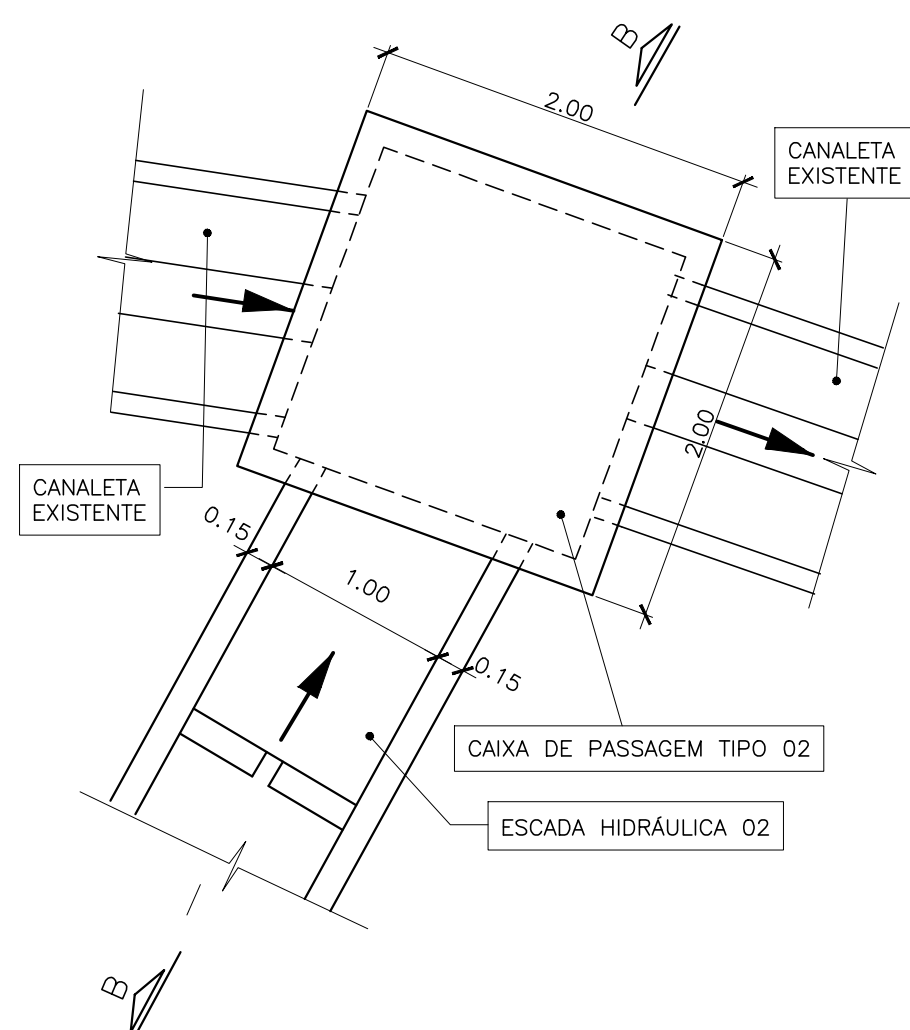 B
2.00
CANALETA
EXISTENTE
2.00
CANALETA
EXISTENTE
0.15
1.00
0.15
CAIXA DE PASSAGEM TIPO 02
ESCADA HIDRÁULICA 02
B